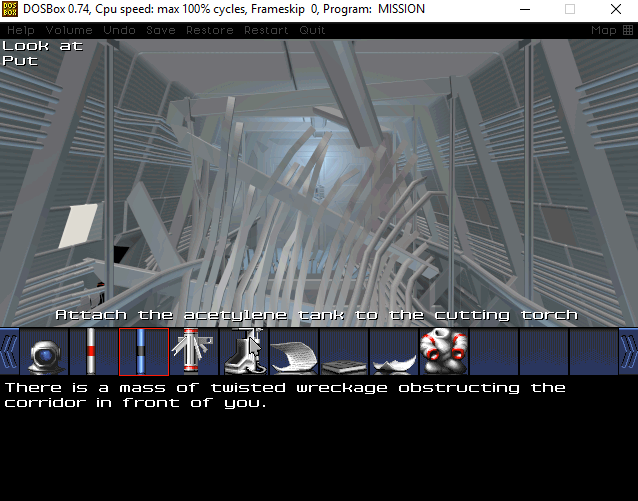 DOS
BOX
DOSBox 0.74, Cpu speed: max 100% cycles, Frameskip 0, Program: MISSION
Help Volume Undo Save Restore Restart Quit Map
Look at
Put
Attach the acetylene tank to the cutting torch
There is a mass of twisted wreckage obstructing the
corridor in front of you.